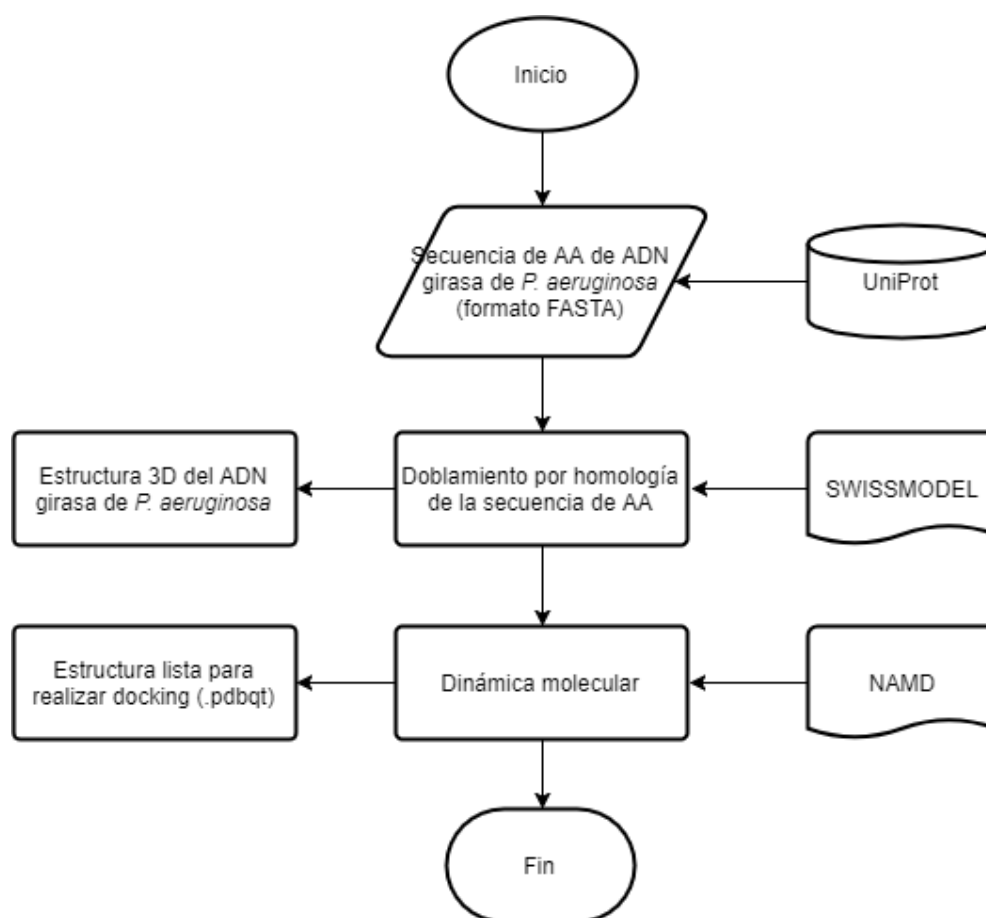 Inicio
Secuencia de AA de ADN
girasa de P. aeruginosa
(formato FASTA)
UniProt
Estructura 3D del ADN
girasa de P. aeruginosa
Doblamiento por homología
de la secuencia de AA
SWISSMODEL
Estructura lista para
realizar docking (.pdbqt)
Dinámica molecular
NAMD
Fin